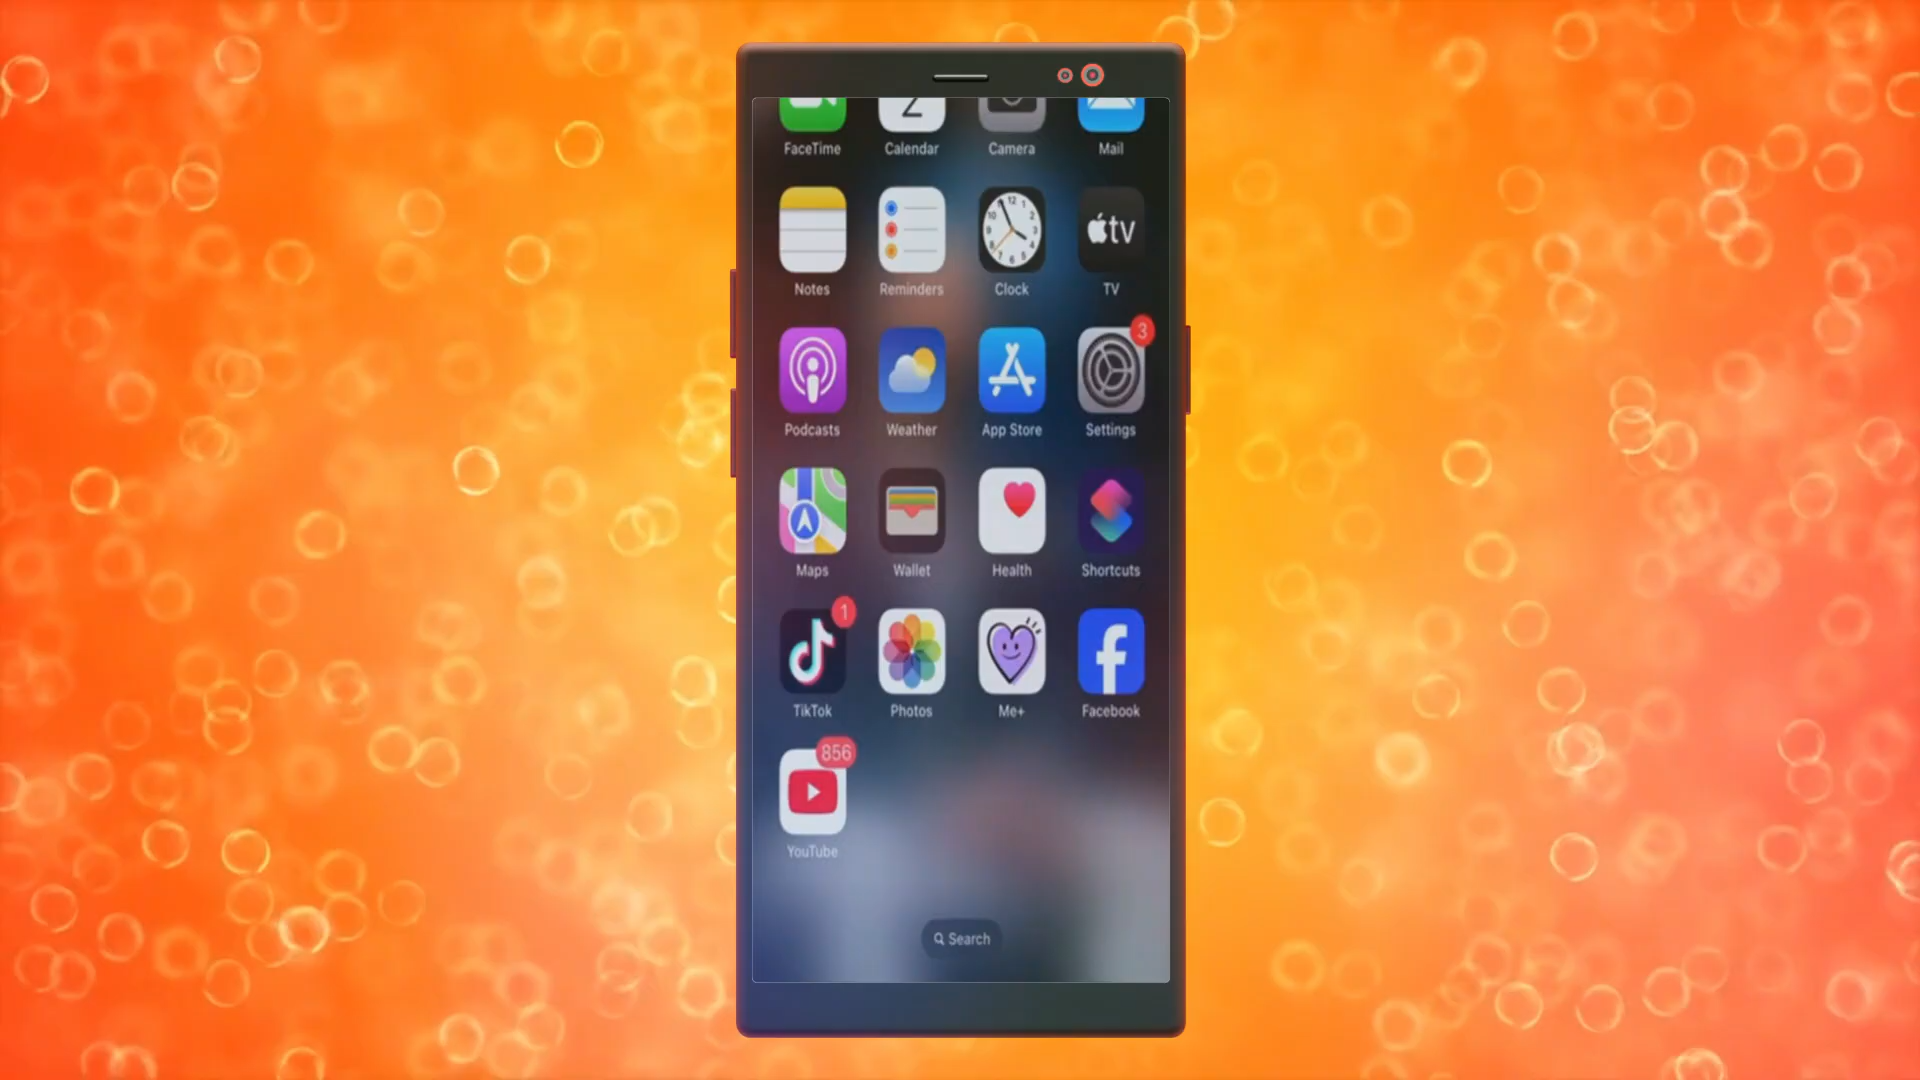 FaceTime Calendar Camera Mail
Notes Reminders Clock tv TV
3
Podcasts Weather App Store Settings
Maps Wallet Health Shortcuts
1
TikTok Photos Me+ Facebook
856
YouTube
Search